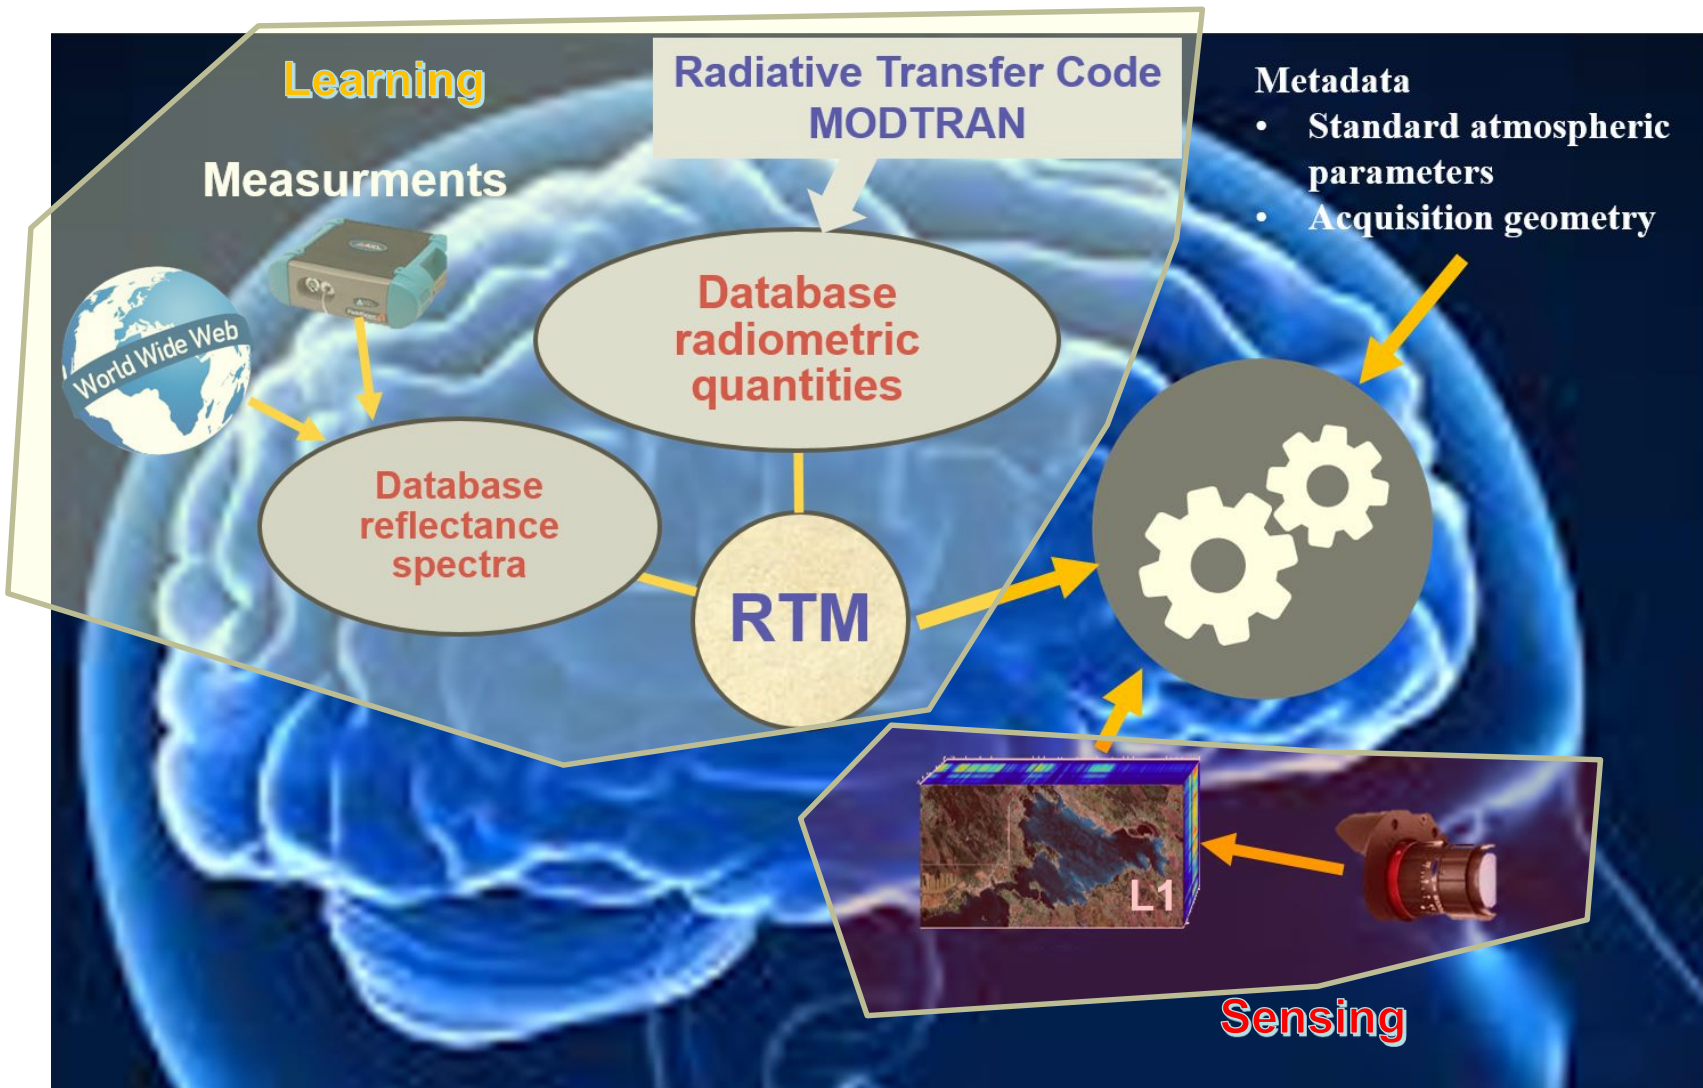 Learning
Radiative Transfer Code
MODTRAN
Metadata
• Standard atmospheric
parameters
• Acquisition geometry
Measurments
World Wide Web
Database
radiometric
quantities
Database
reflectance
spectra
RTM
L1
Sensing